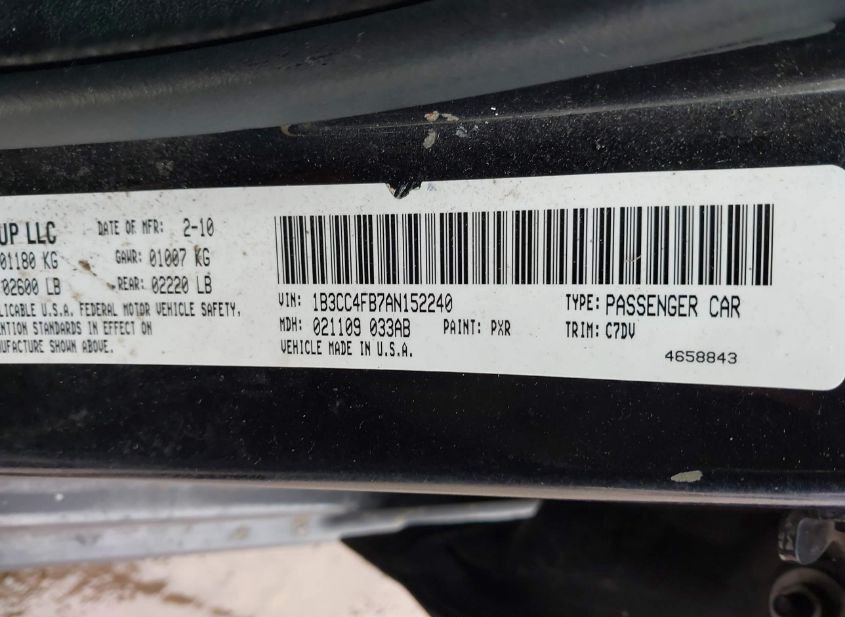 UP LLC DATE OF MFR: 2-10
01180 KG GAWR: 01007 KG
02600 LB REAR: 02220 LB
LICABLE U.S.A. FEDERAL MOTOR VEHICLE SAFETY,
ENTION STANDARDS IN EFFECT ON
NUFACTURE SHOWN ABOVE.
VIN: 1B3CC4FB7AN152240 TYPE: PASSENGER CAR
MDH: 021109 033AB PAINT: PXR TRIM: C7DV
VEHICLE MADE IN U.S.A. 4658843